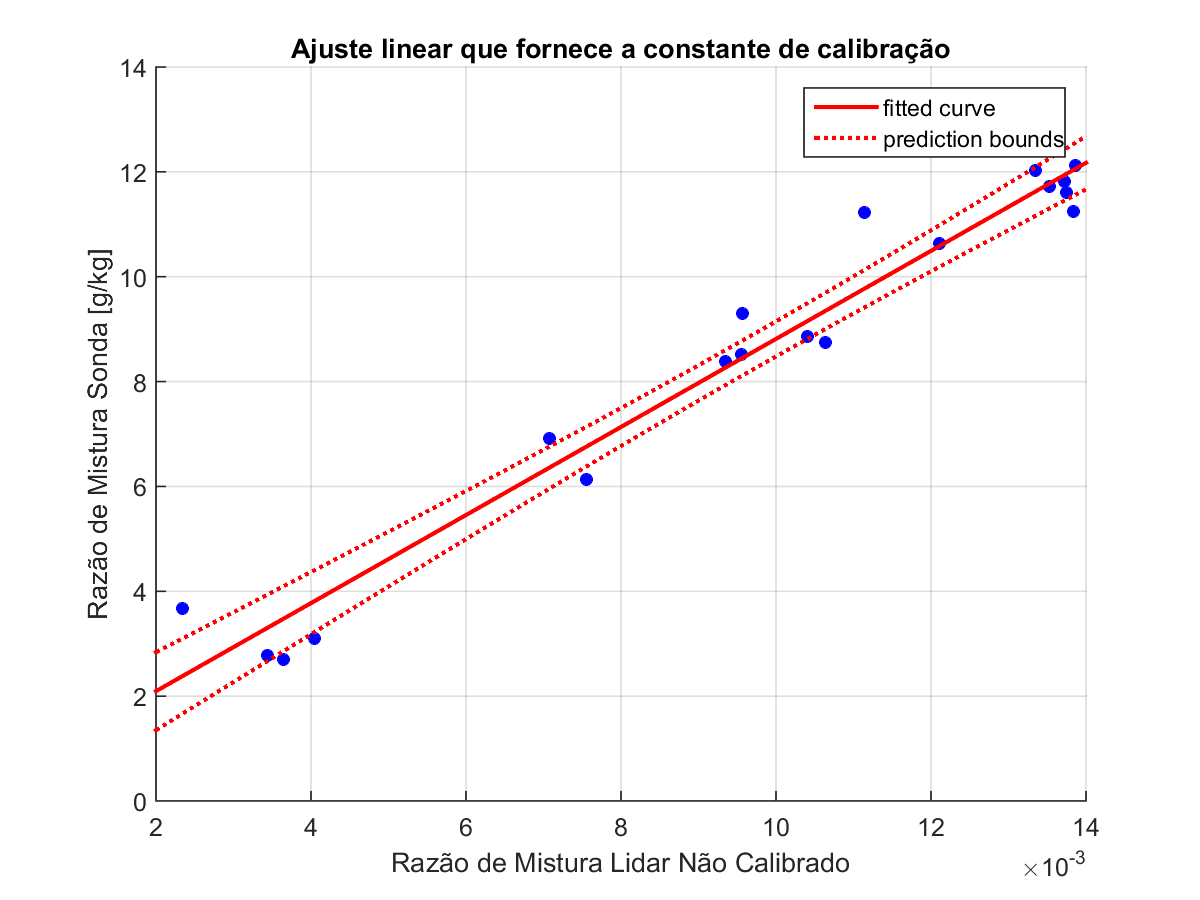 Ajuste linear que fornece a constante de calibração
fitted curve
prediction bounds
Razão de Mistura Sonda [g/kg]
14
12
10
8
6
4
2
0
2 4 6 8 10 12 14
Razão de Mistura Lidar Não Calibrado
×10-3